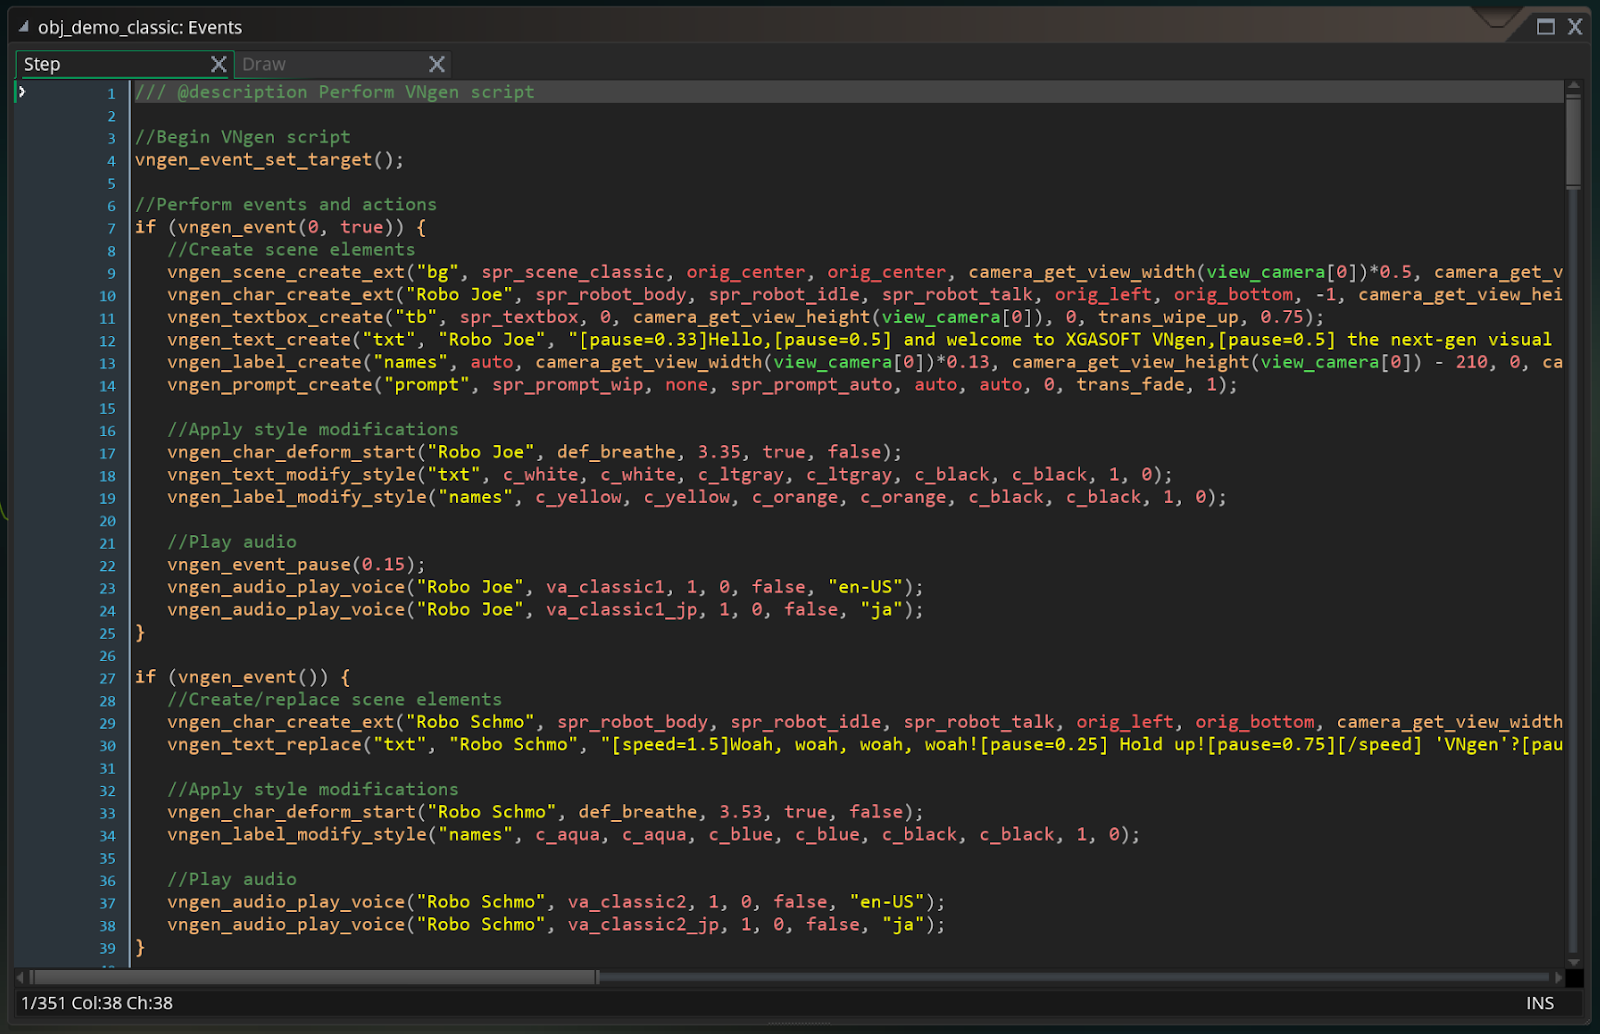 obj_demo_classic: Events
Step Draw
1 /// @description Perform VNgen script
2
3 //Begin VNgen script
4 vngen_event_set_target();
5
6 //Perform events and actions
7 if (vngen_event(0, true)) {
8 //Create scene elements
9 vngen_scene_create_ext("bg", spr_scene_classic, orig_center, orig_center, camera_get_view_width(view_camera[0])*0.5, camera_get_v
10 vngen_char_create_ext("Robo Joe", spr_robot_body, spr_robot_idle, spr_robot_talk, orig_left, orig_bottom, -1, camera_get_view_hei
11 vngen_textbox_create("tb", spr_textbox, 0, camera_get_view_height(view_camera[0]), 0, trans_wipe_up, 0.75);
12 vngen_text_create("txt", "Robo Joe", "[pause=0.33]Hello,[pause=0.5] and welcome to XGASOFT VNgen,[pause=0.5] the next-gen visual
13 vngen_label_create("names", auto, camera_get_view_width(view_camera[0])*0.13, camera_get_view_height(view_camera[0]) - 210, 0, ca
14 vngen_prompt_create("prompt", spr_prompt_wip, none, spr_prompt_auto, auto, auto, 0, trans_fade, 1);
15
16 //Apply style modifications
17 vngen_char_deform_start("Robo Joe", def_breathe, 3.35, true, false);
18 vngen_text_modify_style("txt", c_white, c_white, c_ltgray, c_ltgray, c_black, c_black, 1, 0);
19 vngen_label_modify_style("names", c_yellow, c_yellow, c_orange, c_orange, c_black, c_black, 1, 0);
20
21 //Play audio
22 vngen_event_pause(0.15);
23 vngen_audio_play_voice("Robo Joe", va_classic1, 1, 0, false, "en-US");
24 vngen_audio_play_voice("Robo Joe", va_classic1_jp, 1, 0, false, "ja");
25 }
26
27 if (vngen_event()) {
28 //Create/replace scene elements
29 vngen_char_create_ext("Robo Schmo", spr_robot_body, spr_robot_idle, spr_robot_talk, orig_left, orig_bottom, camera_get_view_width
30 vngen_text_replace("txt", "Robo Schmo", "[speed=1.5]Woah, woah, woah, woah![pause=0.25] Hold up![pause=0.75][/speed] 'VNgen'?[pau
31
32 //Apply style modifications
33 vngen_char_deform_start("Robo Schmo", def_breathe, 3.53, true, false);
34 vngen_label_modify_style("names", c_aqua, c_aqua, c_blue, c_blue, c_black, c_black, 1, 0);
35
36 //Play audio
37 vngen_audio_play_voice("Robo Schmo", va_classic2, 1, 0, false, "en-US");
38 vngen_audio_play_voice("Robo Schmo", va_classic2_jp, 1, 0, false, "ja");
39 }
1/351 Col:38 Ch:38 INS